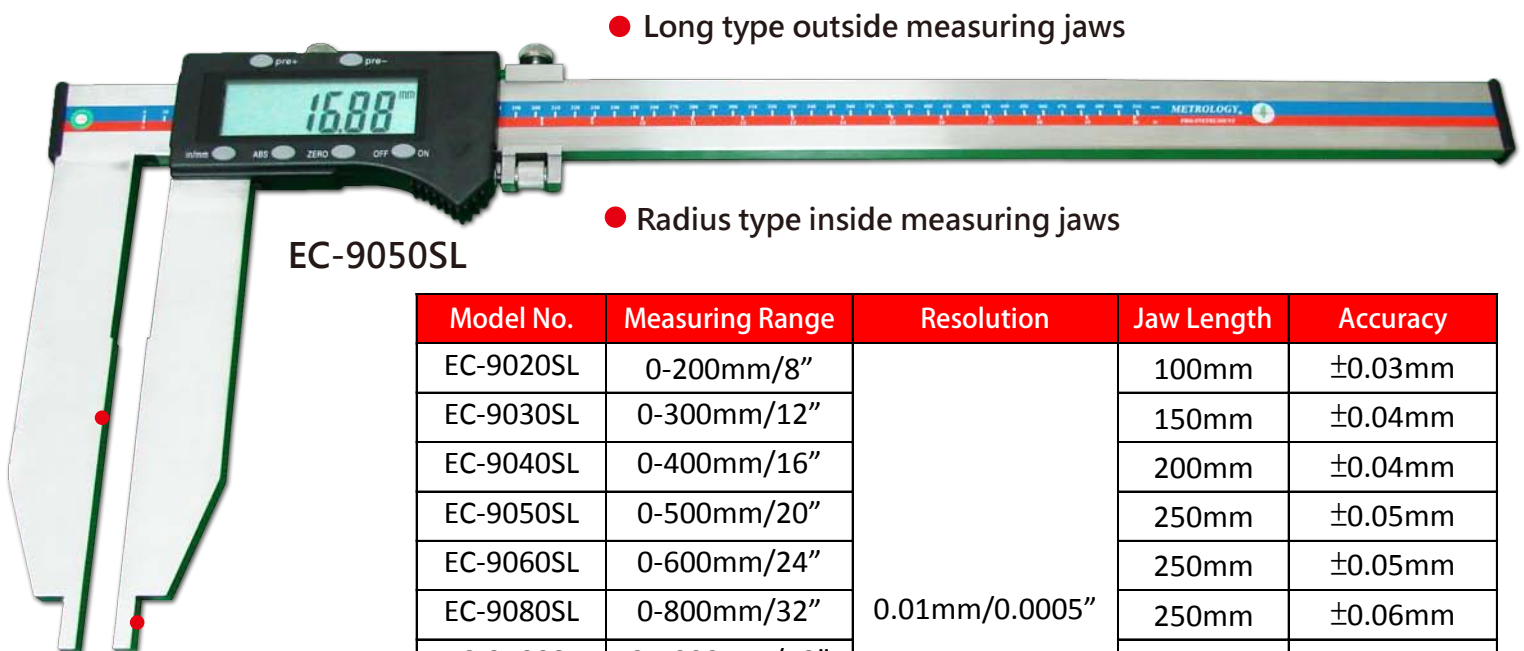 Long type outside measuring jaws
pre+ pre-
16.88 mm
METROLOGY
in/mm ABS ZERO OFF ON
Radius type inside measuring jaws
EC-9050SL
Model No. Measuring Range Resolution Jaw Length Accuracy
EC-9020SL 0-200mm/8” 100mm ±0.03mm
EC-9030SL 0-300mm/12” 150mm ±0.04mm
EC-9040SL 0-400mm/16” 200mm ±0.04mm
EC-9050SL 0-500mm/20” 250mm ±0.05mm
EC-9060SL 0-600mm/24” 250mm ±0.05mm
EC-9080SL 0-800mm/32” 0.01mm/0.0005” 250mm ±0.06mm